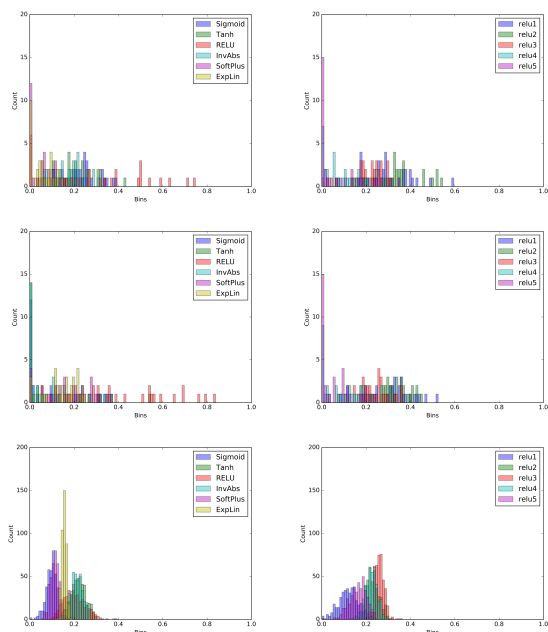 20
15
10
5
0
0.0 0.2 0.4 0.6 0.8 1.0
Count
Bins
Sigmoid
Tanh
RELU
InvAbs
SoftPlus
ExpLin
20
15
10
5
0
0.0 0.2 0.4 0.6 0.8 1.0
Count
Bins
relu1
relu2
relu3
relu4
relu5
20
15
10
5
0
0.0 0.2 0.4 0.6 0.8 1.0
Count
Bins
Sigmoid
Tanh
RELU
InvAbs
SoftPlus
ExpLin
20
15
10
5
0
0.0 0.2 0.4 0.6 0.8 1.0
Count
Bins
relu1
relu2
relu3
relu4
relu5
200
150
100
50
0
0.0 0.2 0.4 0.6 0.8 1.0
Count
Bins
Sigmoid
Tanh
RELU
InvAbs
SoftPlus
ExpLin
200
150
100
50
0
0.0 0.2 0.4 0.6 0.8 1.0
Count
Bins
relu1
relu2
relu3
relu4
relu5